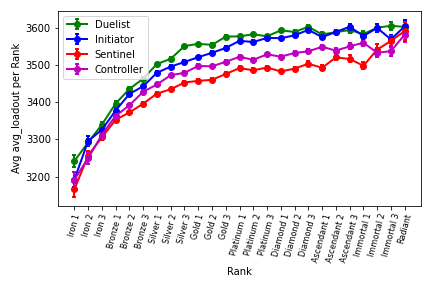 Avg avg_loadout per Rank
3600
3500
3400
3300
3200
Duelist
Initiator
Sentinel
Controller
Iron 1
Iron 2
Iron 3
Bronze 1
Bronze 2
Bronze 3
Silver 1
Silver 2
Silver 3
Gold 1
Gold 2
Gold 3
Platinum 1
Platinum 2
Platinum 3
Diamond 1
Diamond 2
Diamond 3
Ascendant 1
Ascendant 2
Ascendant 3
Immortal 1
Immortal 2
Immortal 3
Radiant
Rank